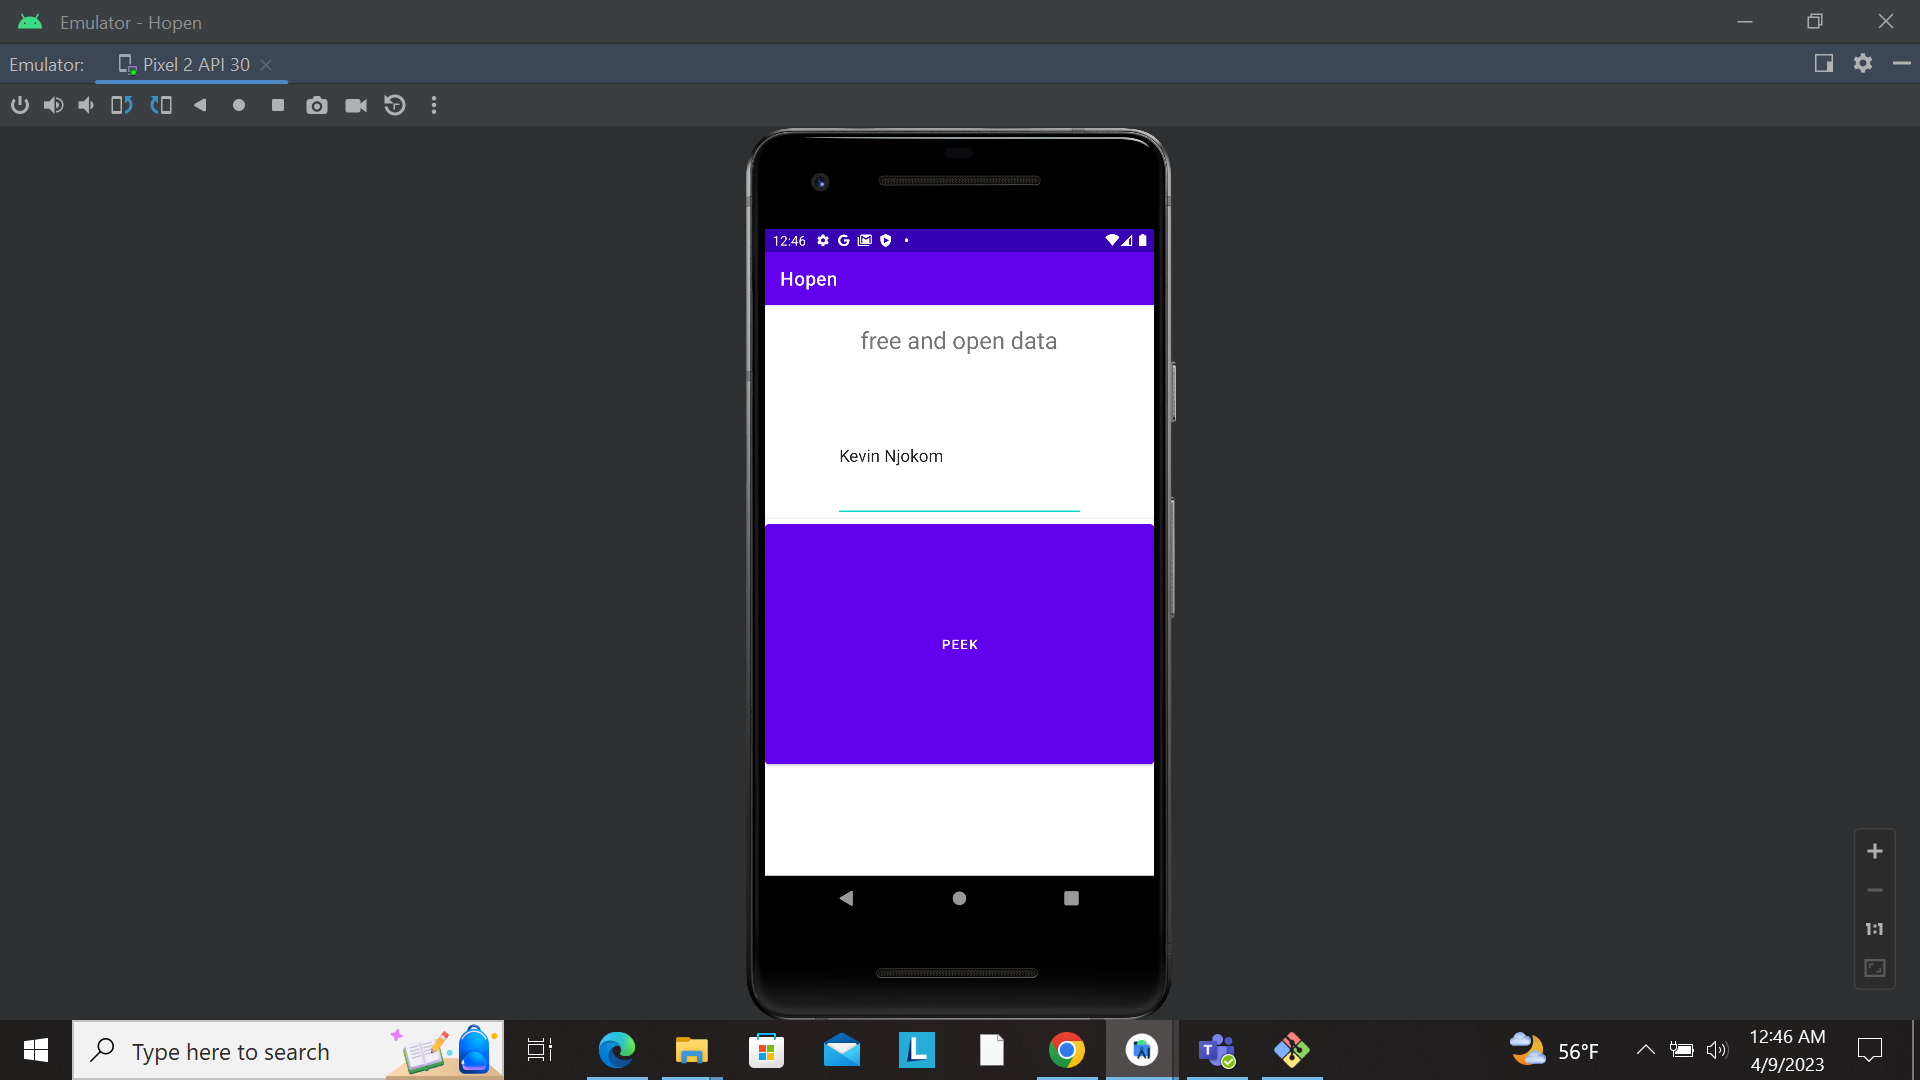 Emulator - Hopen
Emulator:
Pixel 2 API 30
12:46
Hopen
free and open data
Kevin Njokom
PEEK
1:1
Type here to search
56°F
12:46 AM
4/9/2023